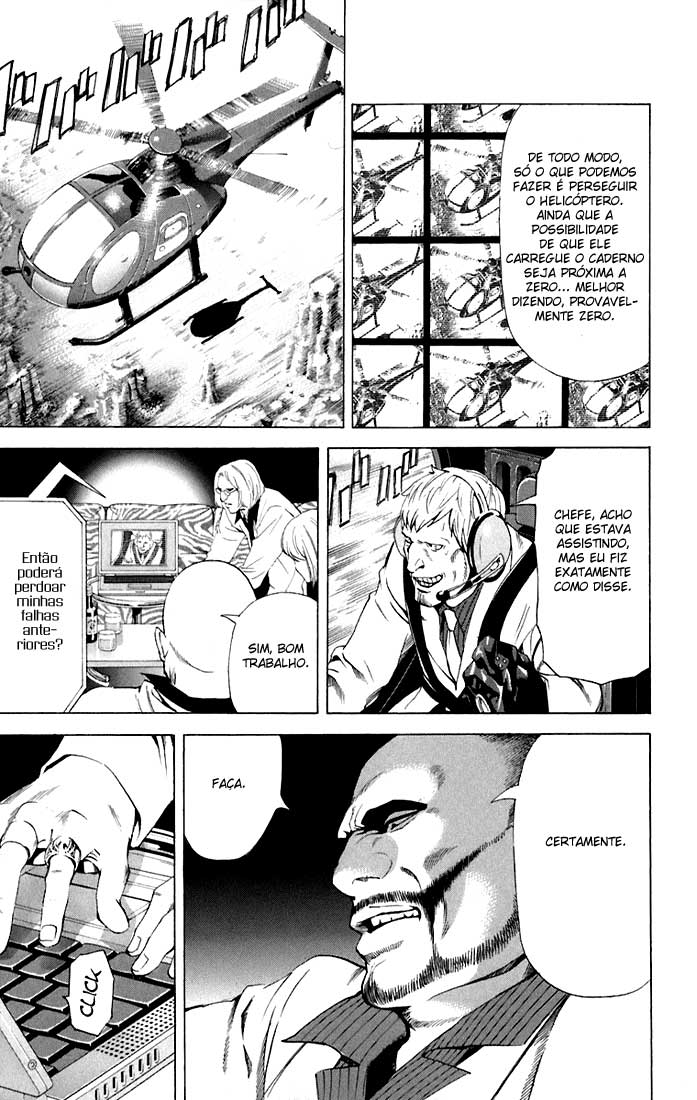 DE TODO MODO,
SÓ O QUE PODEMOS
FAZER É PERSEGUIR
O HELICÓPTERO.
AINDA QUE A
POSSIBILIDADE
DE QUE ELE
CARREGUE O CADERNO
SEJA PRÓXIMA A
ZERO... MELHOR
DIZENDO, PROVAVEL-
MENTE ZERO.
CHEFE, ACHO
QUE ESTAVA
ASSISTINDO,
MAS EU FIZ
EXATAMENTE
COMO DISSE.
SIM, BOM
TRABALHO.
Então
poderá
perdoar
minhas
falhas
ante-
riores?
CERTAMENTE.
FAÇA.
CLICK